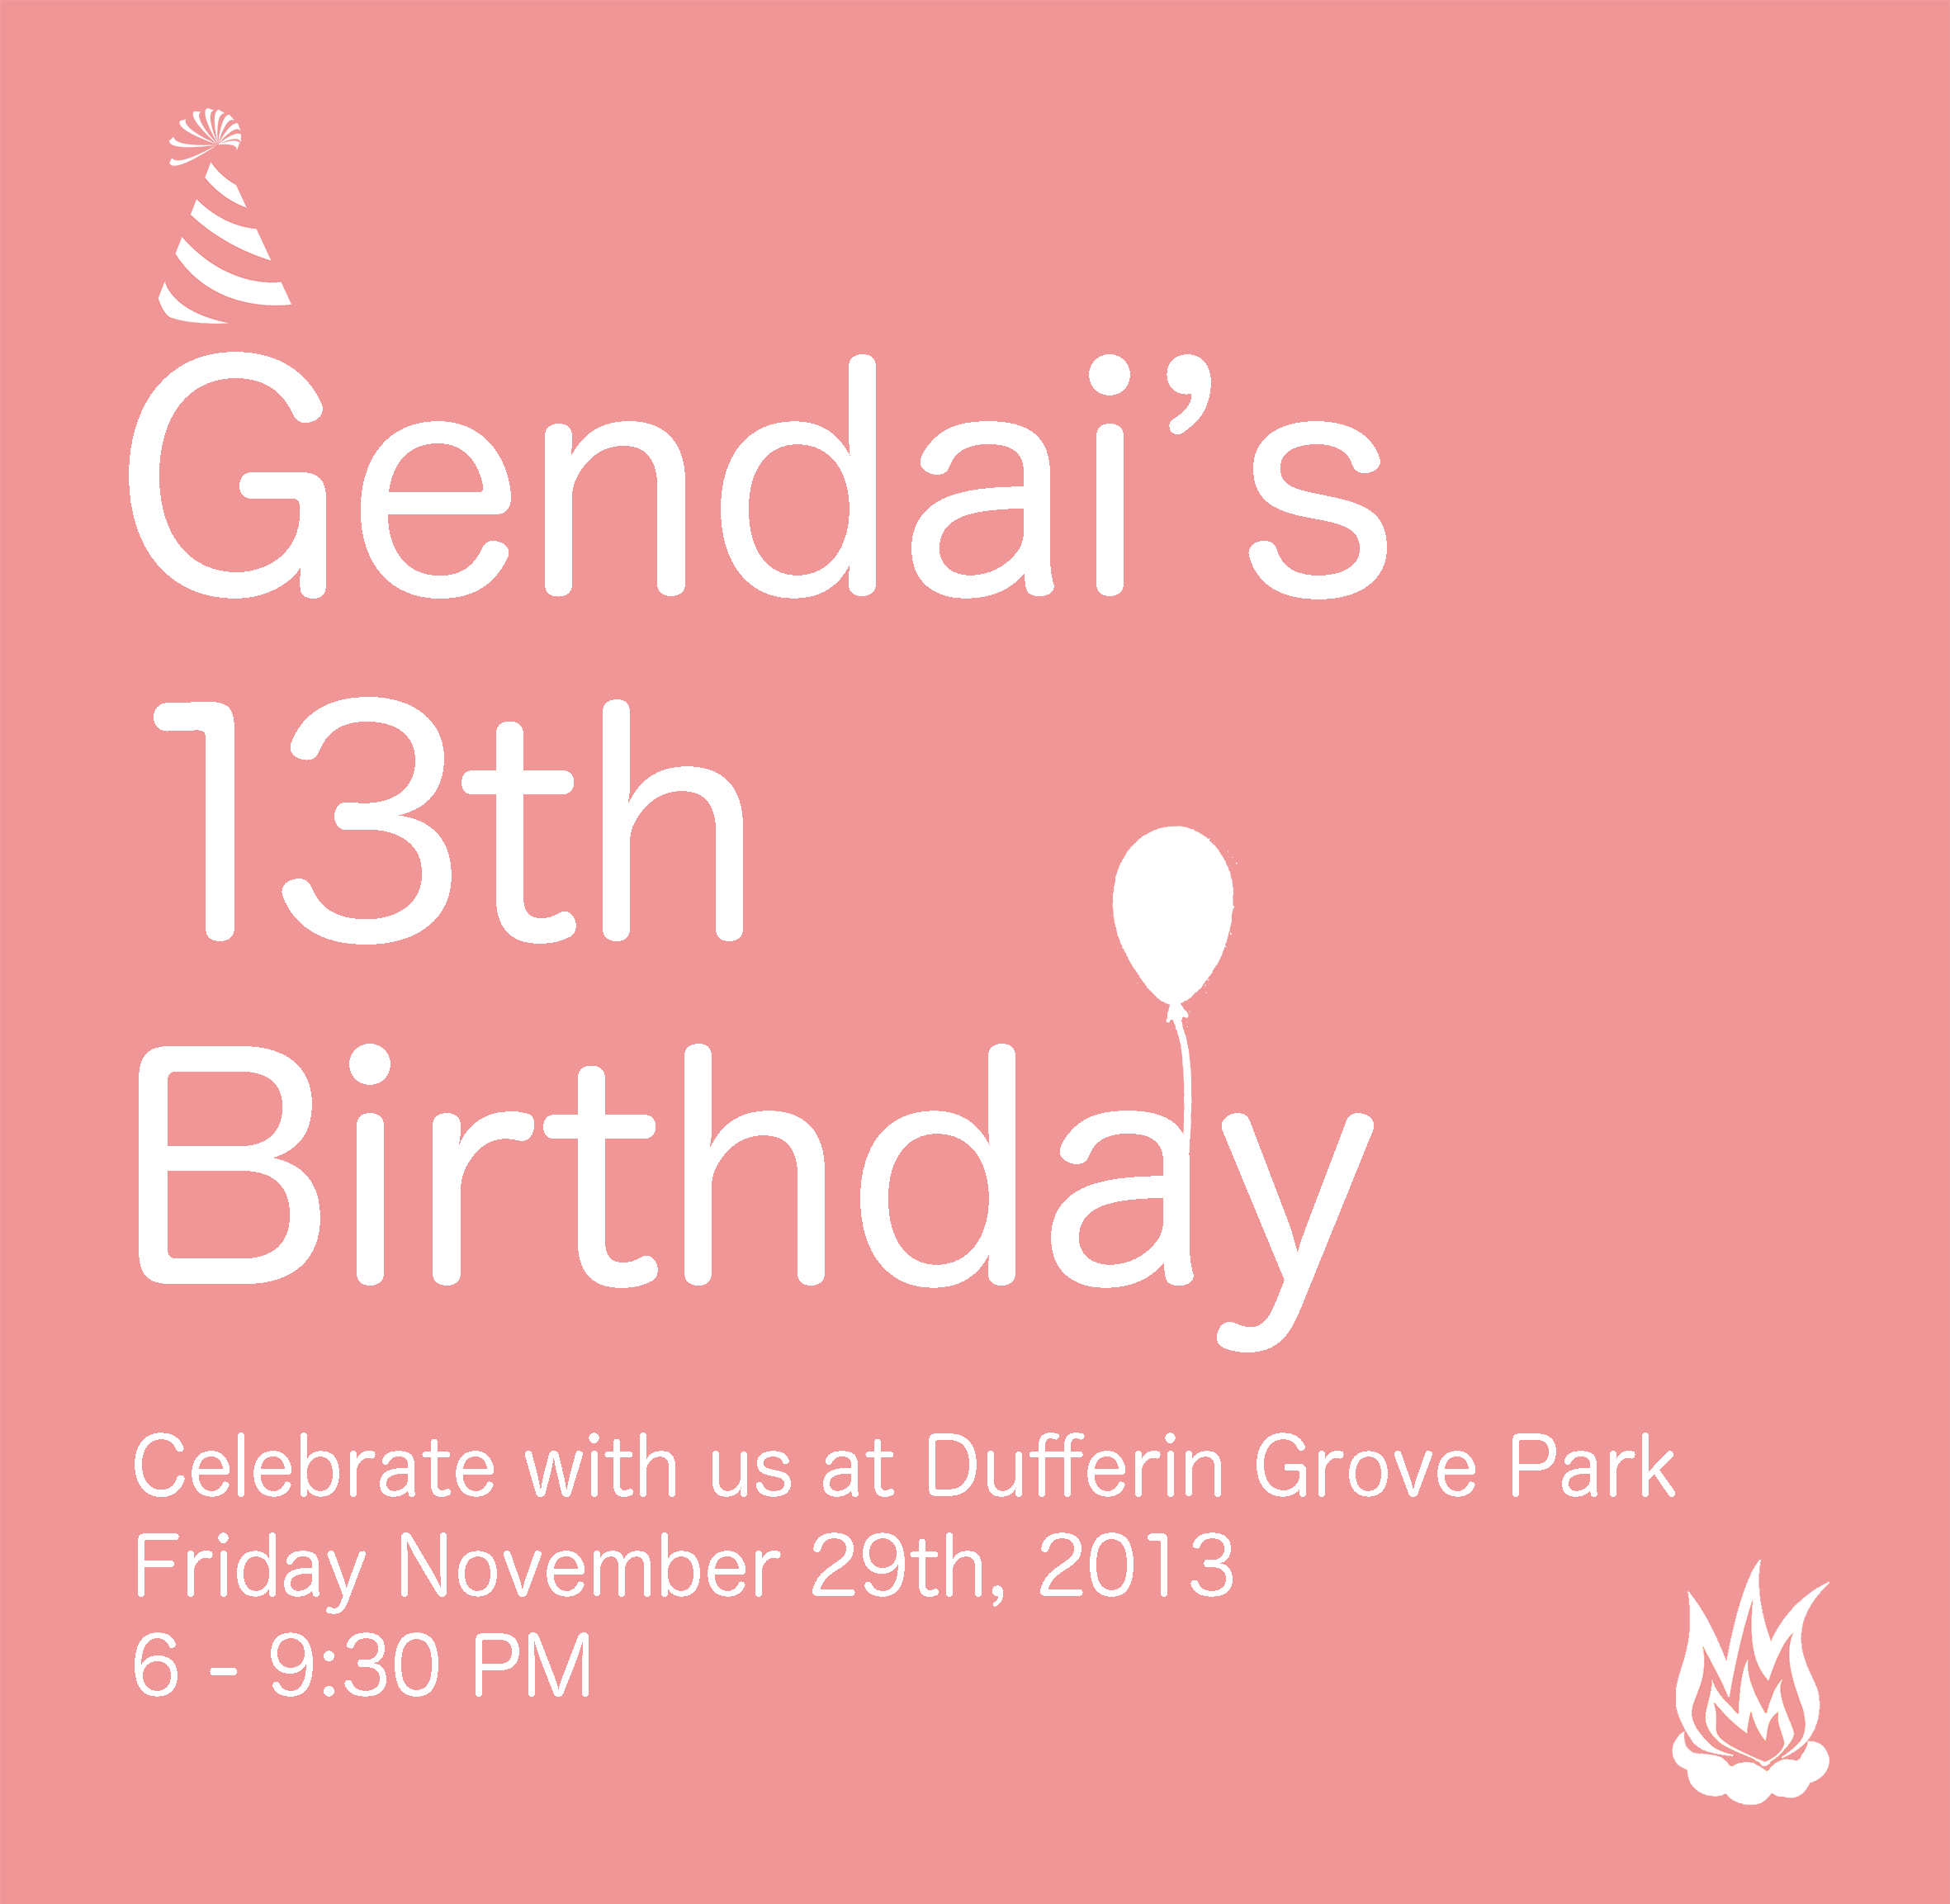 Gendai’s
13th
Birthday
Celebrate with us at Dufferin Grove Park
Friday November 29th, 2013
6 - 9:30 PM